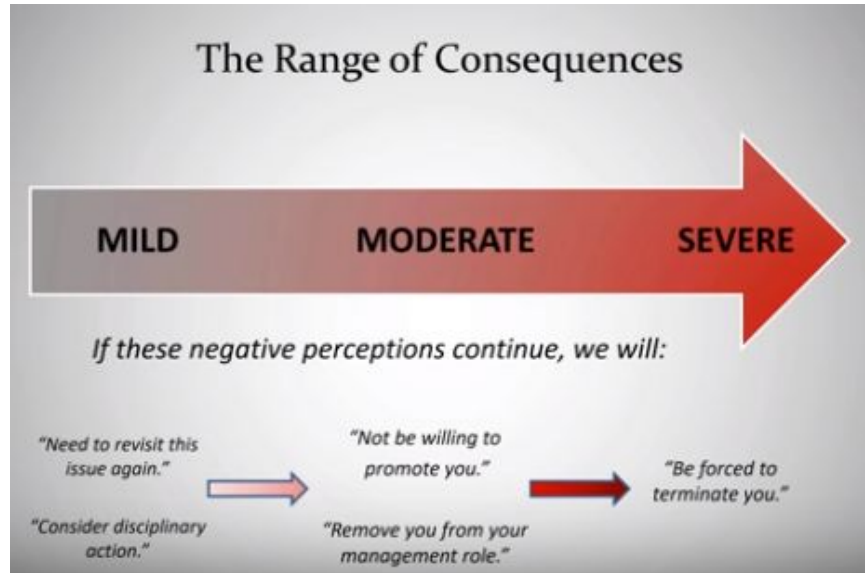 The Range of Consequences
MILD
MODERATE
SEVERE
If these negative perceptions continue, we will:
“Need to revisit this
issue again.”
“Consider disciplinary
action.”
“Not be willing to
promote you.”
“Remove you from your
management role.”
“Be forced to
terminate you.”